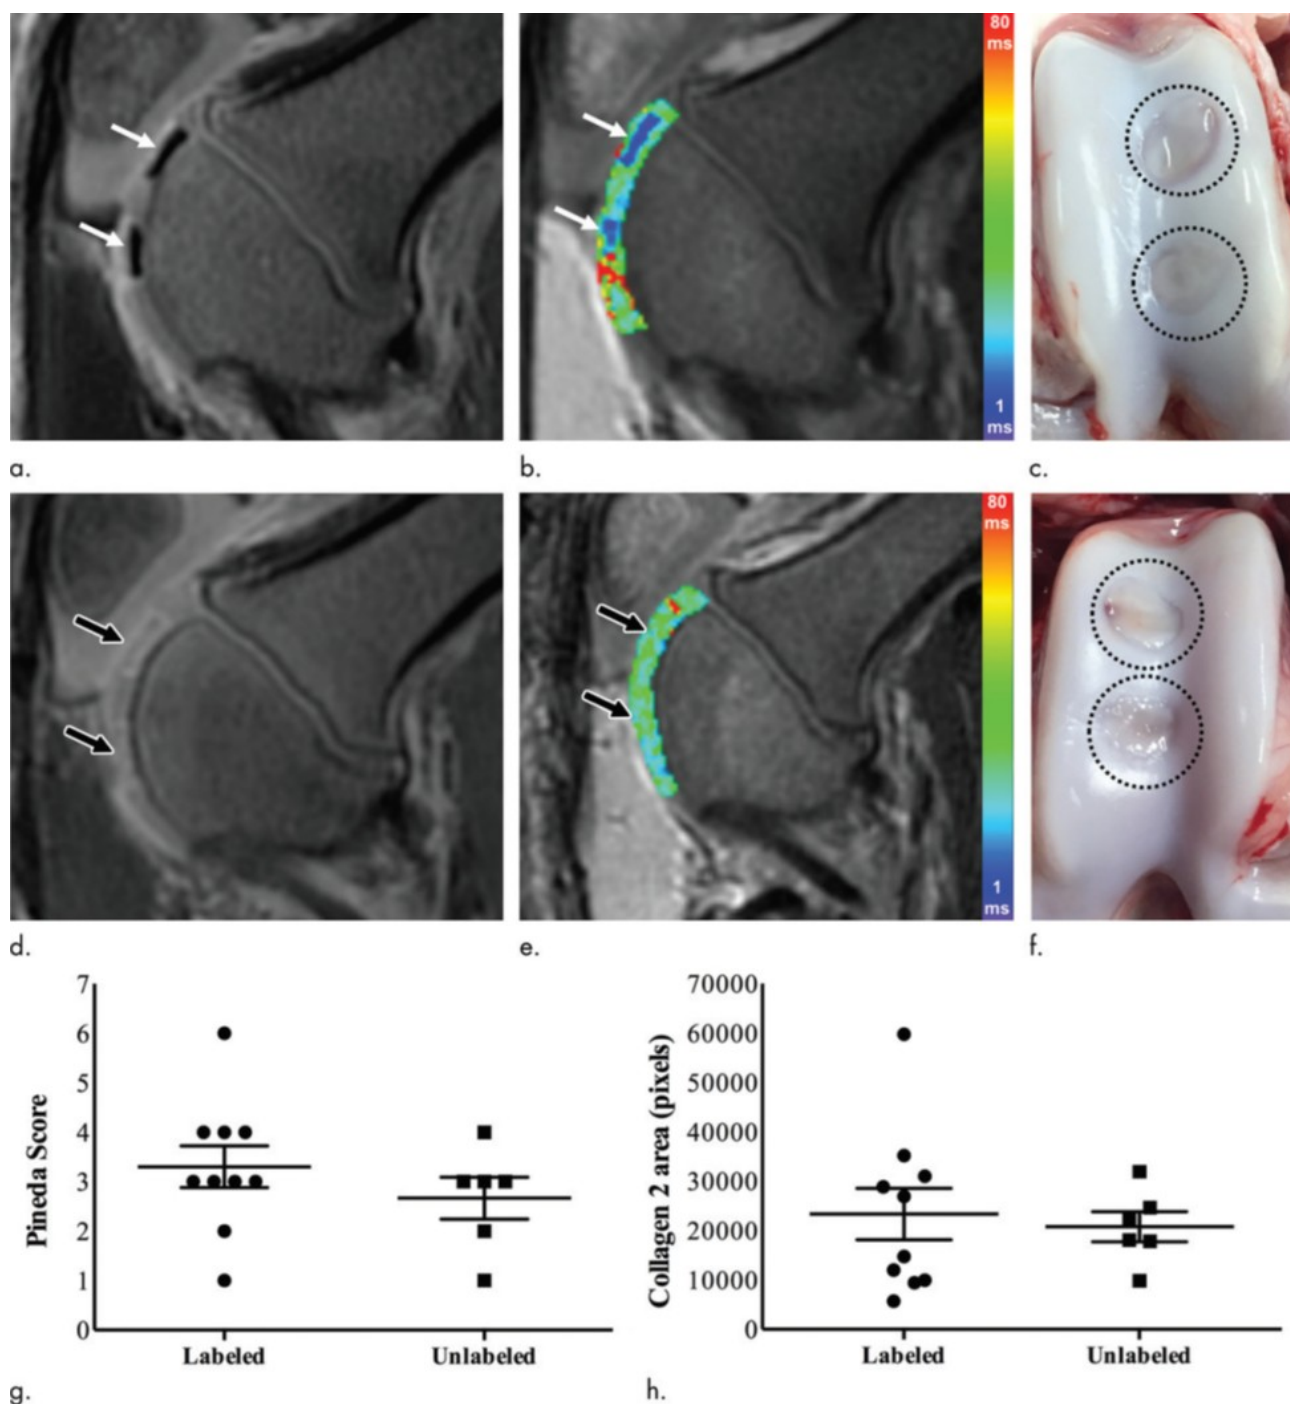 80
ms
1
ms
a.
b.
c.
80
ms
1
ms
d.
e.
f.
7
6
5
4
3
2
1
0
Pineda Score
Labeled
Unlabeled
g.
70000
60000
50000
40000
30000
20000
10000
0
Collagen 2 area (pixels)
Labeled
Unlabeled
h.